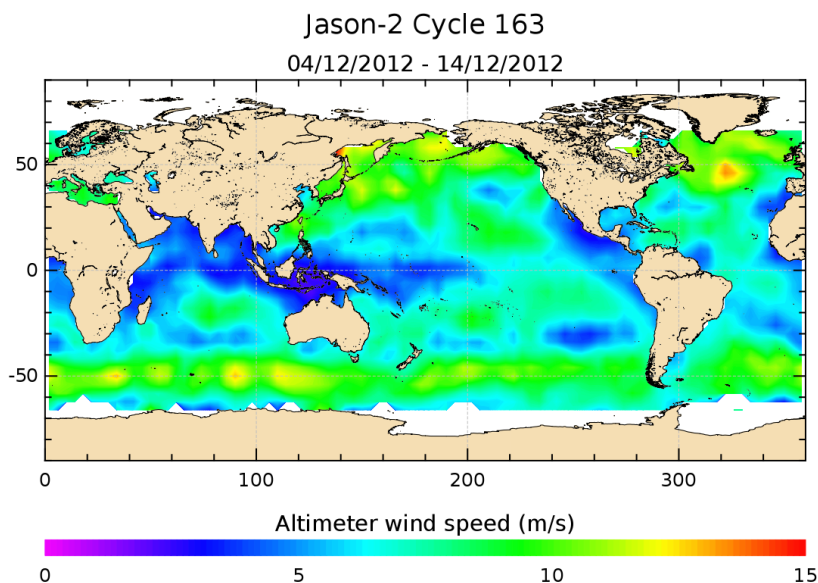 Jason-2 Cycle 163
04/12/2012 - 14/12/2012
50
0
-50
0 100 200 300
Altimeter wind speed (m/s)
0 5 10 15